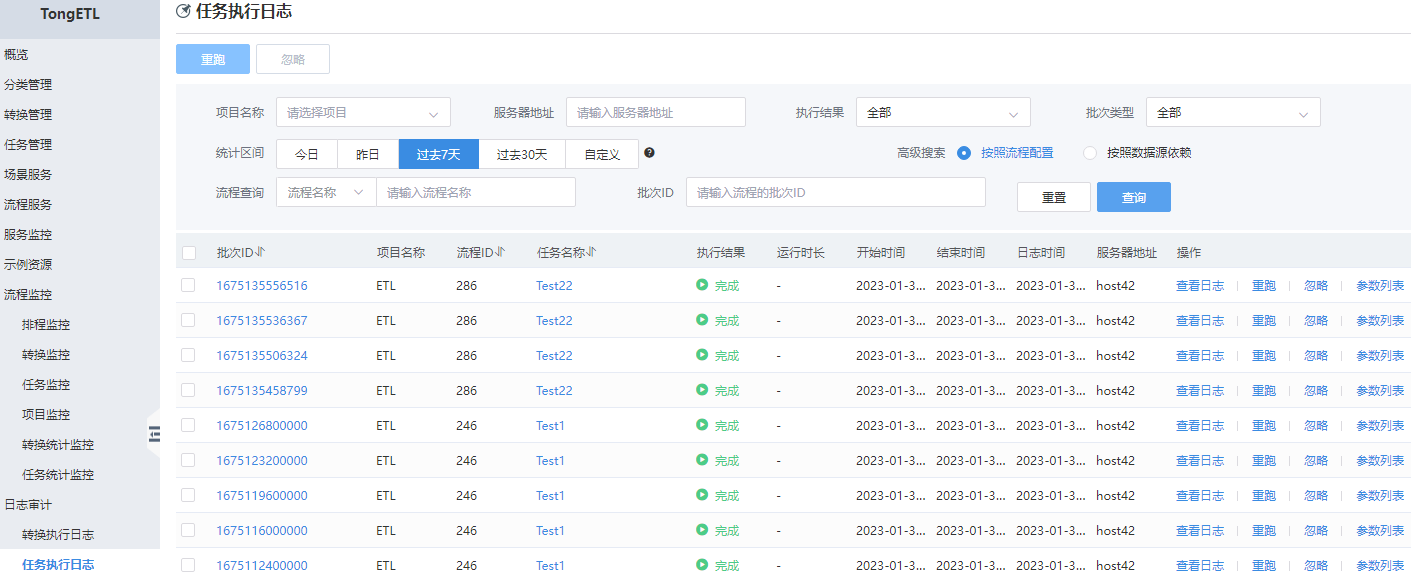 TongETL
概览
分类管理
转换管理
任务管理
场景服务
流程服务
服务监控
示例资源
流程监控
排程监控
转换监控
任务监控
项目监控
转换统计监控
任务统计监控
日志审计
转换执行日志
任务执行日志
任务执行日志
重跑 忽略
项目名称 请选择项目 服务器地址 请输入服务器地址 执行结果 全部 批次类型 全部
统计区间 今日 昨日 过去7天 过去30天 自定义 高级搜索 按照流程配置 按照数据源依赖
流程查询 流程名称 请输入流程名称 批次ID 请输入流程的批次ID 重置 查询
批次ID 项目名称 流程ID 任务名称 执行结果 运行时长 开始时间 结束时间 日志时间 服务器地址 操作
1675135556516 ETL 286 Test22 完成 - 2023-01-3... 2023-01-3... 2023-01-3... host42 查看日志 重跑 忽略 参数列表
1675135536367 ETL 286 Test22 完成 - 2023-01-3... 2023-01-3... 2023-01-3... host42 查看日志 重跑 忽略 参数列表
1675135506324 ETL 286 Test22 完成 - 2023-01-3... 2023-01-3... 2023-01-3... host42 查看日志 重跑 忽略 参数列表
1675135458799 ETL 286 Test22 完成 - 2023-01-3... 2023-01-3... 2023-01-3... host42 查看日志 重跑 忽略 参数列表
1675126800000 ETL 246 Test1 完成 - 2023-01-3... 2023-01-3... 2023-01-3... host42 查看日志 重跑 忽略 参数列表
1675123200000 ETL 246 Test1 完成 - 2023-01-3... 2023-01-3... 2023-01-3... host42 查看日志 重跑 忽略 参数列表
1675119600000 ETL 246 Test1 完成 - 2023-01-3... 2023-01-3... 2023-01-3... host42 查看日志 重跑 忽略 参数列表
1675116000000 ETL 246 Test1 完成 - 2023-01-3... 2023-01-3... 2023-01-3... host42 查看日志 重跑 忽略 参数列表
1675112400000 ETL 246 Test1 完成 - 2023-01-3... 2023-01-3... 2023-01-3... host42 查看日志 重跑 忽略 参数列表